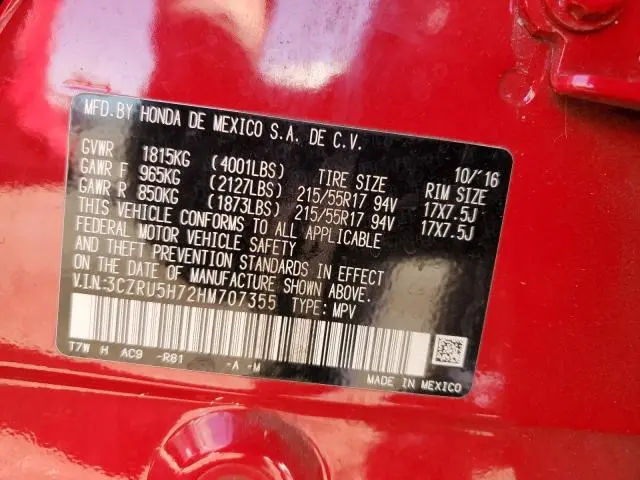 MFD.BY HONDA DE MEXICO S.A. DE C.V.
10/'16
GVWR 1815KG (4001LBS) TIRE SIZE RIM SIZE
GAWR F 965KG (2127LBS) 215/55R17 94V 17X7.5J
GAWR R 850KG (1873LBS) 215/55R17 94V 17X7.5J
THIS VEHICLE CONFORMS TO ALL APPLICABLE
FEDERAL MOTOR VEHICLE SAFETY
AND THEFT PREVENTION STANDARDS IN EFFECT
ON THE DATE OF MANUFACTURE SHOWN ABOVE.
V.I.N:3CZRU5H72HM707355 TYPE: MPV
T7W H AC9 -R81 -A -M
MADE IN MEXICO